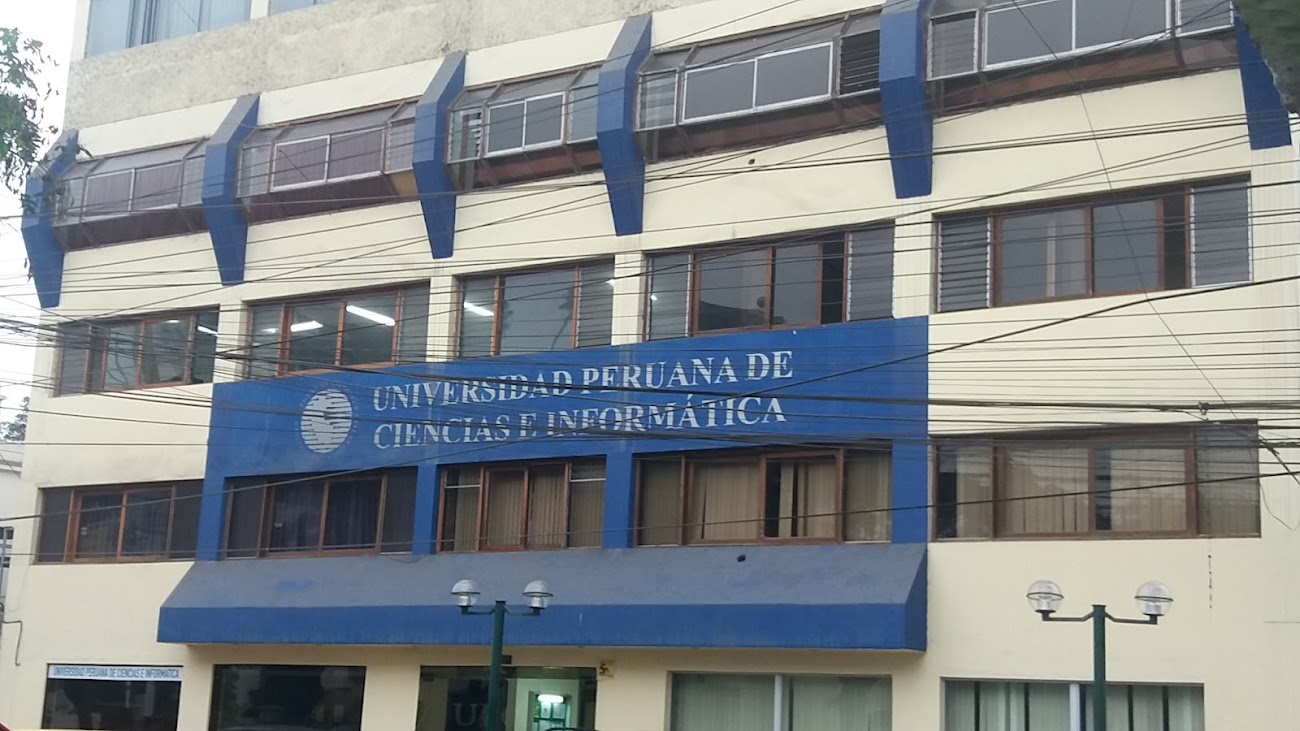 UNIVERSIDAD PERUANA DE
CIENCIAS E INFORMÁTICA
UNIVERSIDAD PERUANA DE CIENCIAS E INFORMÁTICA